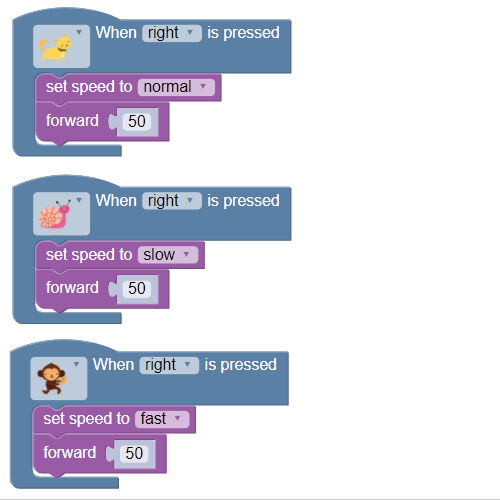 When right is pressed
set speed to normal
forward 50
When right is pressed
set speed to slow
forward 50
When right is pressed
set speed to fast
forward 50